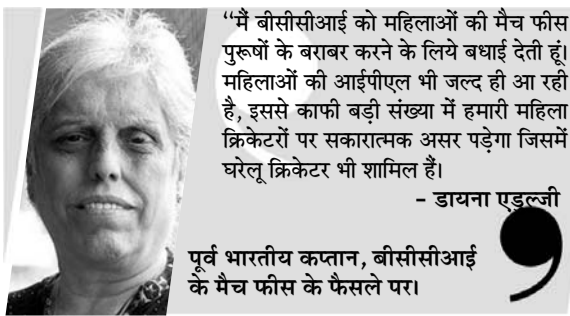 “मैं बीसीसीआई को महिलाओं की मैच फीस
पुरूषों के बराबर करने के लिये बधाई देती हूं।
महिलाओं की आईपीएल भी जल्द ही आ रही
है, इससे काफी बड़ी संख्या में हमारी महिला
क्रिकेटरों पर सकारात्मक असर पड़ेगा जिसमें
घरेलू क्रिकेटर भी शामिल हैं।
- डायना एडुल्जी
पूर्व भारतीय कप्तान, बीसीसीआई
के मैच फीस के फैसले पर।